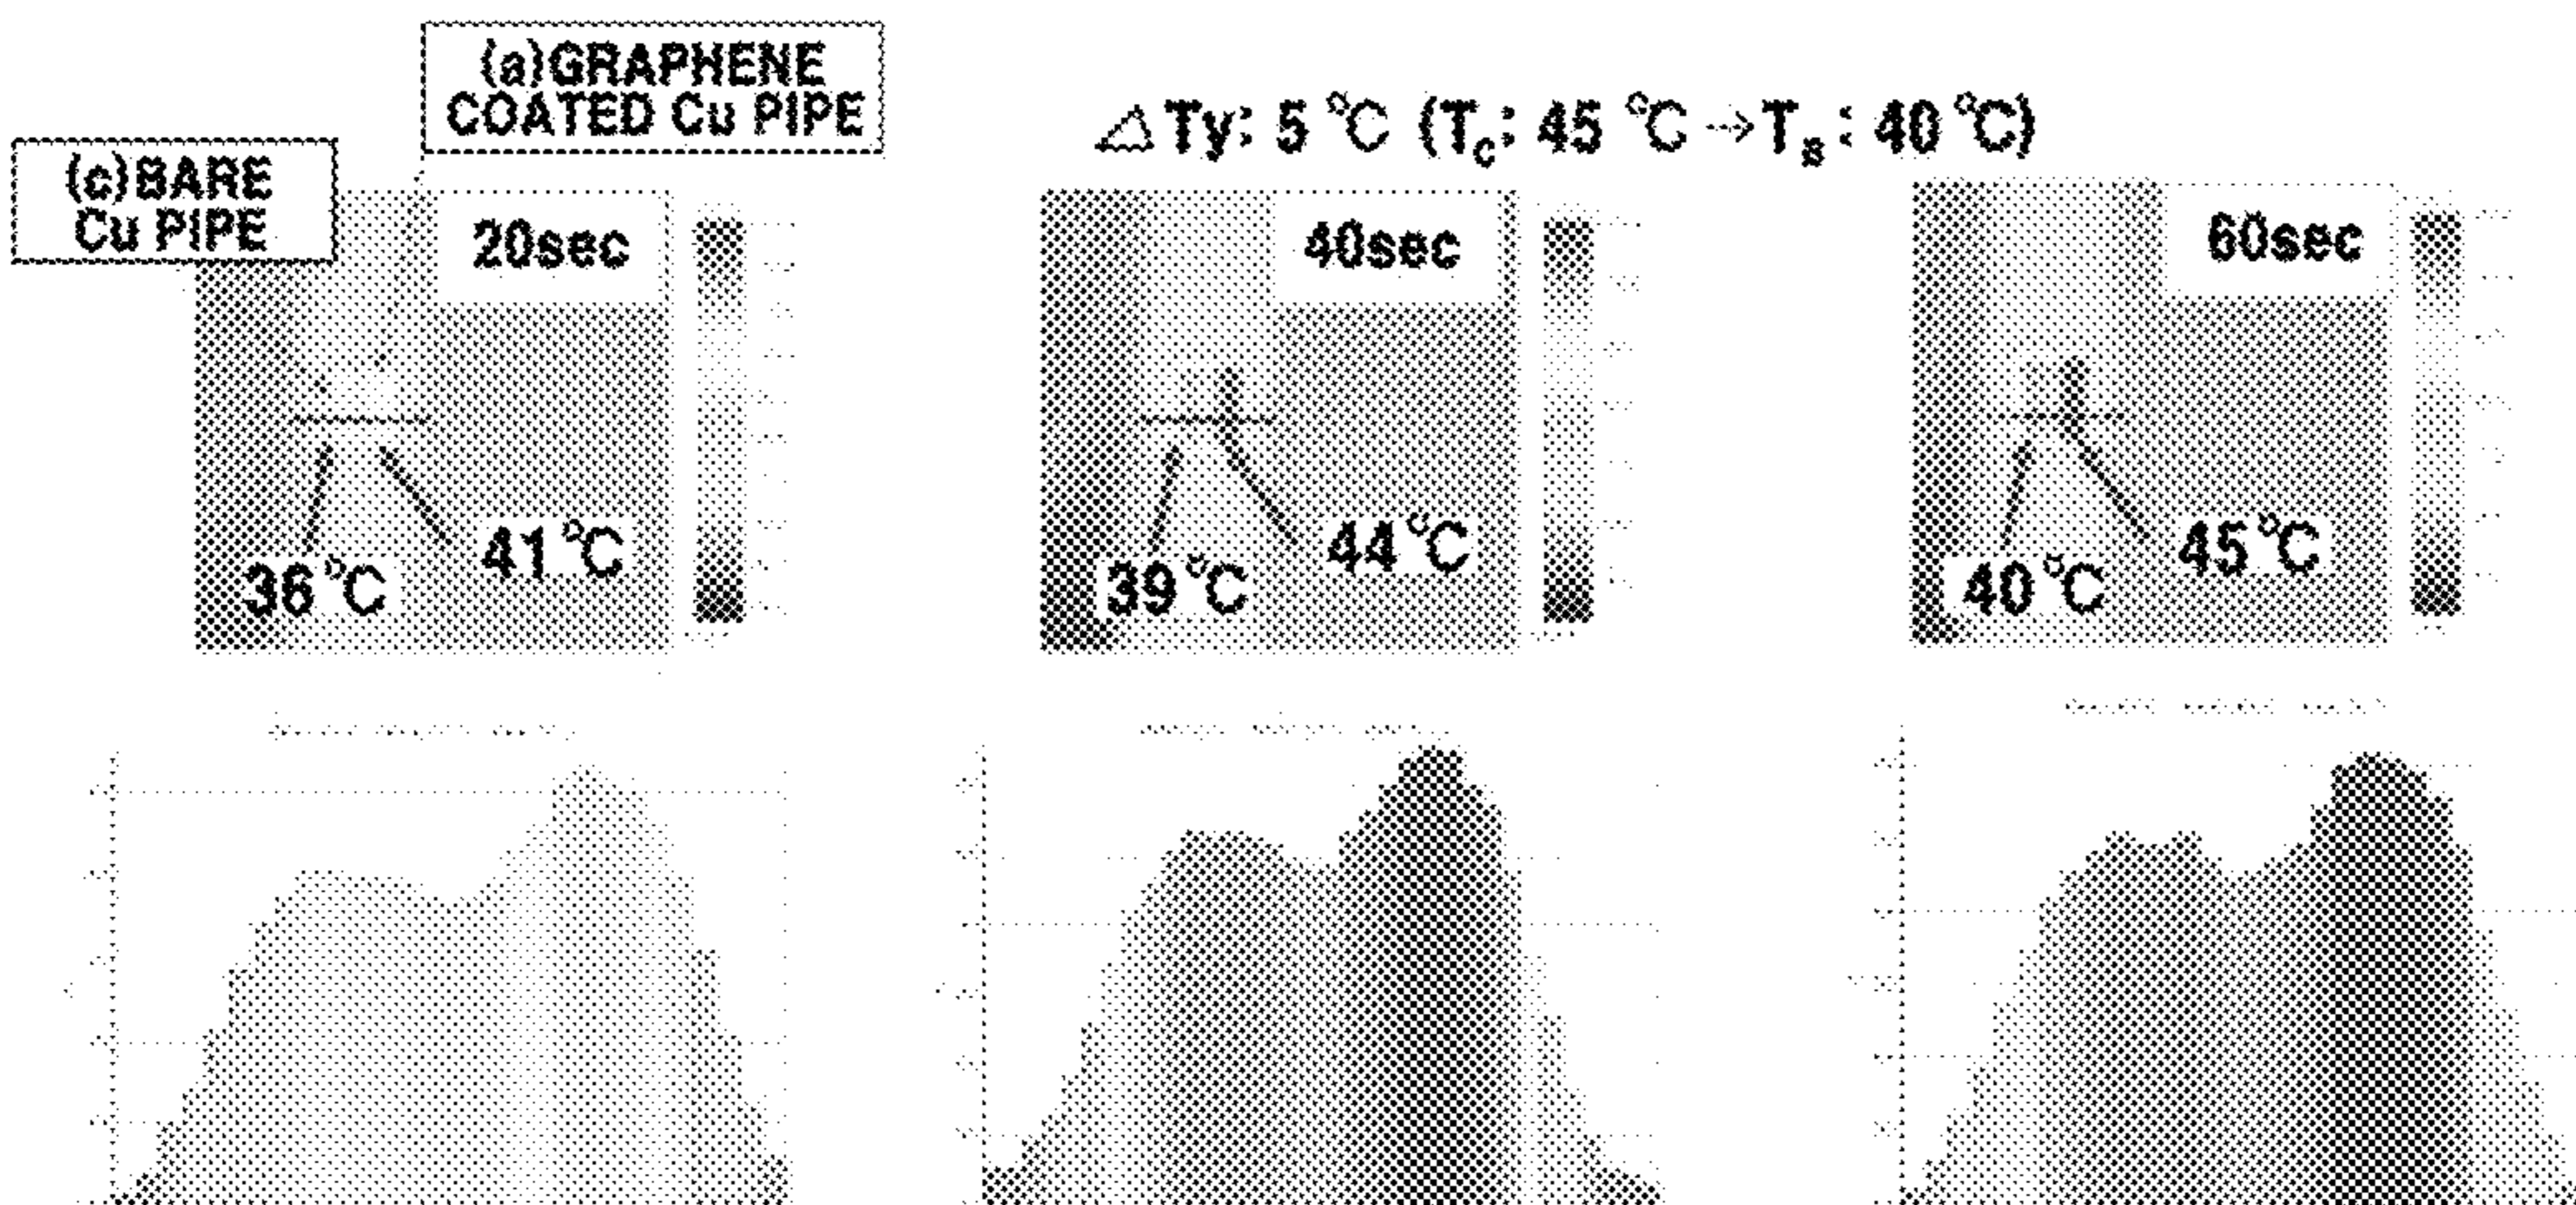 (a)GRAPHENE
COATED Cu PIPE
(c)BARE
Cu PIPE
△Ty: 5 °C (Tc: 45 °C →Ts: 40 °C)
20sec
36 °C
41 °C
40sec
39 °C
44 °C
60sec
40 °C
45 °C